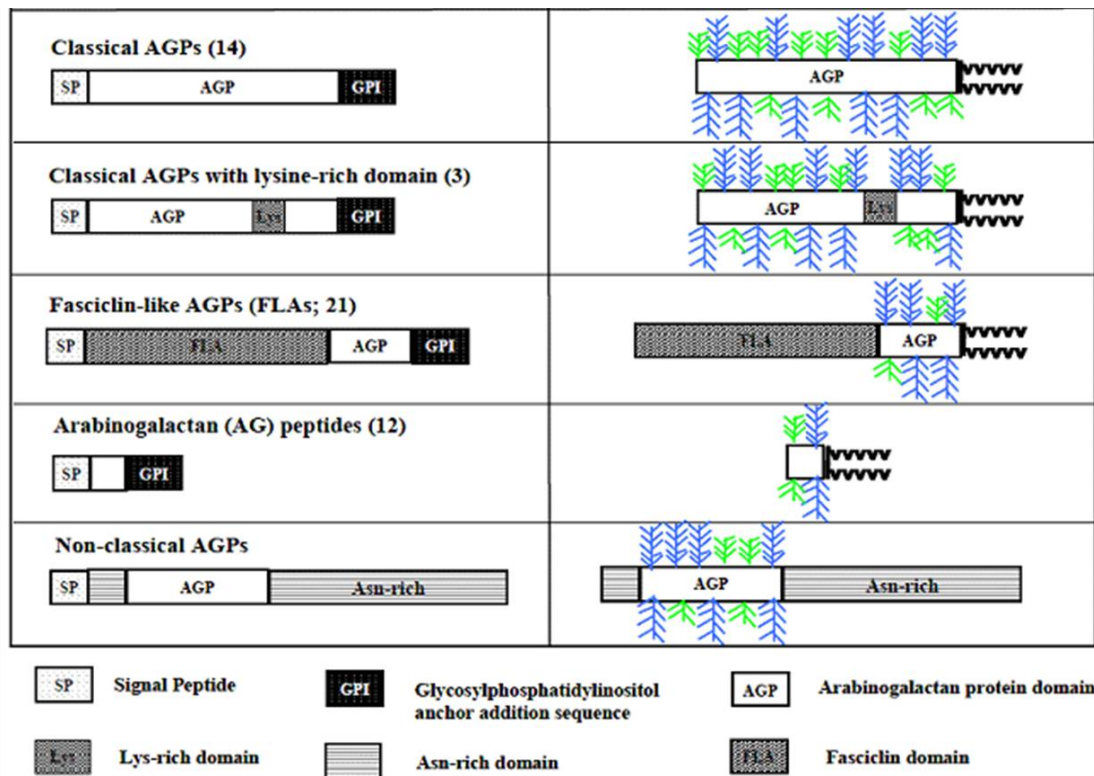 Classical AGPs (14)
SP AGP GPI
AGP
Classical AGPs with lysine-rich domain (3)
SP AGP Lys GPI
AGP Lys
Fasciclin-like AGPs (FLAs; 21)
SP FLA AGP GPI
FLA AGP
Arabinogalactan (AG) peptides (12)
SP GPI
Non-classical AGPs
SP AGP Asn-rich
AGP Asn-rich
SP Signal Peptide
GPI Glycosylphosphatidylinositol
anchor addition sequence
AGP Arabinogalactan protein domain
Lys Lys-rich domain
Asn-rich domain
FLA Fasciclin domain